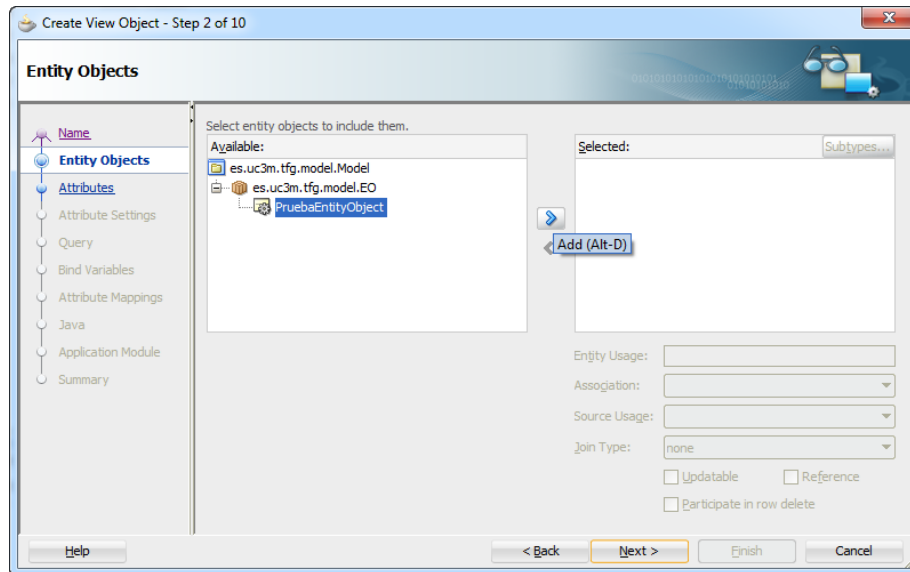 Create View Object - Step 2 of 10
Entity Objects
Name
Entity Objects
Attributes
Attribute Settings
Query
Bind Variables
Attribute Mappings
Java
Application Module
Summary
Select entity objects to include them.
Available:
es.uc3m.tfg.model.Model
es.uc3m.tfg.model.EO
PruebaEntityObject
Add (Alt-D)
Selected:
Subtypes...
Entity Usage:
Association:
Source Usage:
Join Type:
none
Updatable
Reference
Participate in row delete
Help
< Back
Next >
Finish
Cancel